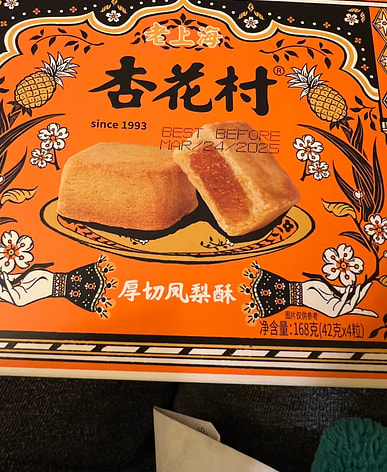 老上海
杏花村®
since 1993
BEST BEFORE
MAR/24/2025
厚切凤梨酥
图片仅供参考
净含量:168克(42克x4粒)